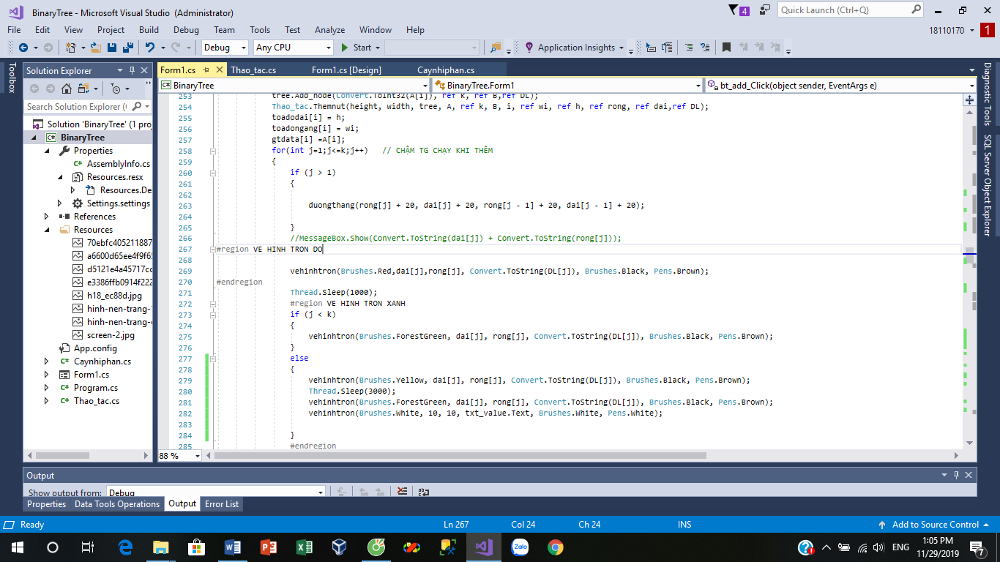 BinaryTree - Microsoft Visual Studio (Administrator)
4
Quick Launch (Ctrl+Q)
File Edit View Project Build Debug Team Tools Test Analyze Window Help
18110170
1
Debug Any CPU Start Application Insights
Toolbox
Solution Explorer
Search Solution Explorer (
Solution 'BinaryTree' (1 proj
BinaryTree
Properties
AssemblyInfo.cs
Resources.resx
Resources.De
Settings.settings
References
Resources
70ebfc405211887
a6600d65ee4f9f65
d5121e4a45717cc
e3386ffb0914f222
h18_ec88d.jpg
hinh-nen-trang-
hinh-nen-trang-
screen-2.jpg
App.config
Caynhiphan.cs
Form1.cs
Program.cs
Thao_tac.cs
Form1.cs Thao_tac.cs Form1.cs [Design] Caynhiphan.cs
BinaryTree BinaryTree.Form1 bt_add_Click(object sender, EventArgs e)
253 tree.Add_node(Convert.ToInt32(A[i]), ref k, ref B,ref DL);
254 Thao_tac.Themnut(height, width, tree, A, ref k, B, i, ref wi, ref h, ref rong, ref dai,ref DL);
255 toadodai[i] = h;
256 toadongang[i] = wi;
257 gtdata[i] =A[i];
258 for(int j=1;j<=k;j++) // CHẬM TG CHẠY KHI THÊM
259 {
260 if (j > 1)
261 {
262
263 duongthang(rong[j] + 20, dai[j] + 20, rong[j - 1] + 20, dai[j - 1] + 20);
264
265 }
266 //MessageBox.Show(Convert.ToString(dai[j]) + Convert.ToString(rong[j]));
267 #region VE HINH TRON DO
268
269 vehinhtron(Brushes.Red,dai[j],rong[j], Convert.ToString(DL[j]), Brushes.Black, Pens.Brown);
270 #endregion
271 Thread.Sleep(1000);
272 #region VE HINH TRON XANH
273 if (j < k)
274 {
275 vehinhtron(Brushes.ForestGreen, dai[j], rong[j], Convert.ToString(DL[j]), Brushes.Black, Pens.Brown);
276 }
277 else
278 {
279 vehinhtron(Brushes.Yellow, dai[j], rong[j], Convert.ToString(DL[j]), Brushes.Black, Pens.Brown);
280 Thread.Sleep(3000);
281 vehinhtron(Brushes.ForestGreen, dai[j], rong[j], Convert.ToString(DL[j]), Brushes.Black, Pens.Brown);
282 vehinhtron(Brushes.White, 10, 10, txt_value.Text, Brushes.White, Pens.White);
283
284 }
285 #endregion
88 %
Diagnostic Tools
SQL Server Object Explorer
Output
Show output from: Debug
Properties Data Tools Operations Output Error List
Ready Ln 267 Col 24 Ch 24 INS Add to Source Control
Zalo
ENG
1:05 PM
11/29/2019
7